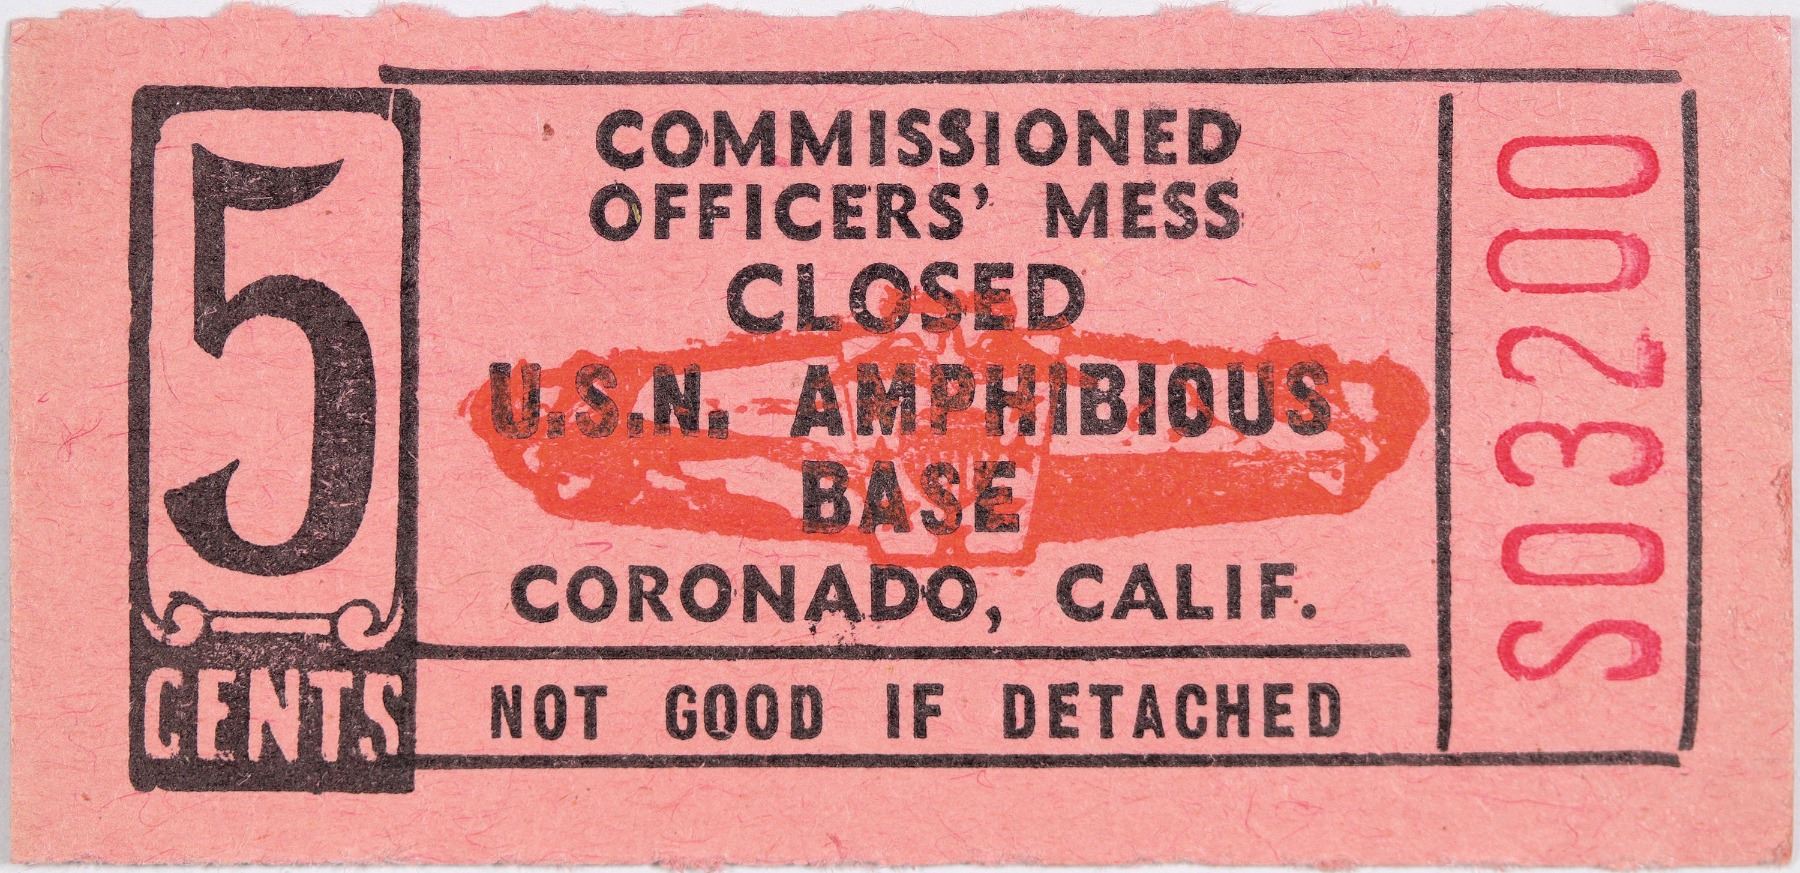 5
CENTS
COMMISSIONED
OFFICERS’ MESS
CLOSED
U.S.N. AMPHIBIOUS
BASE
CORONADO, CALIF.
NOT GOOD IF DETACHED
S03200